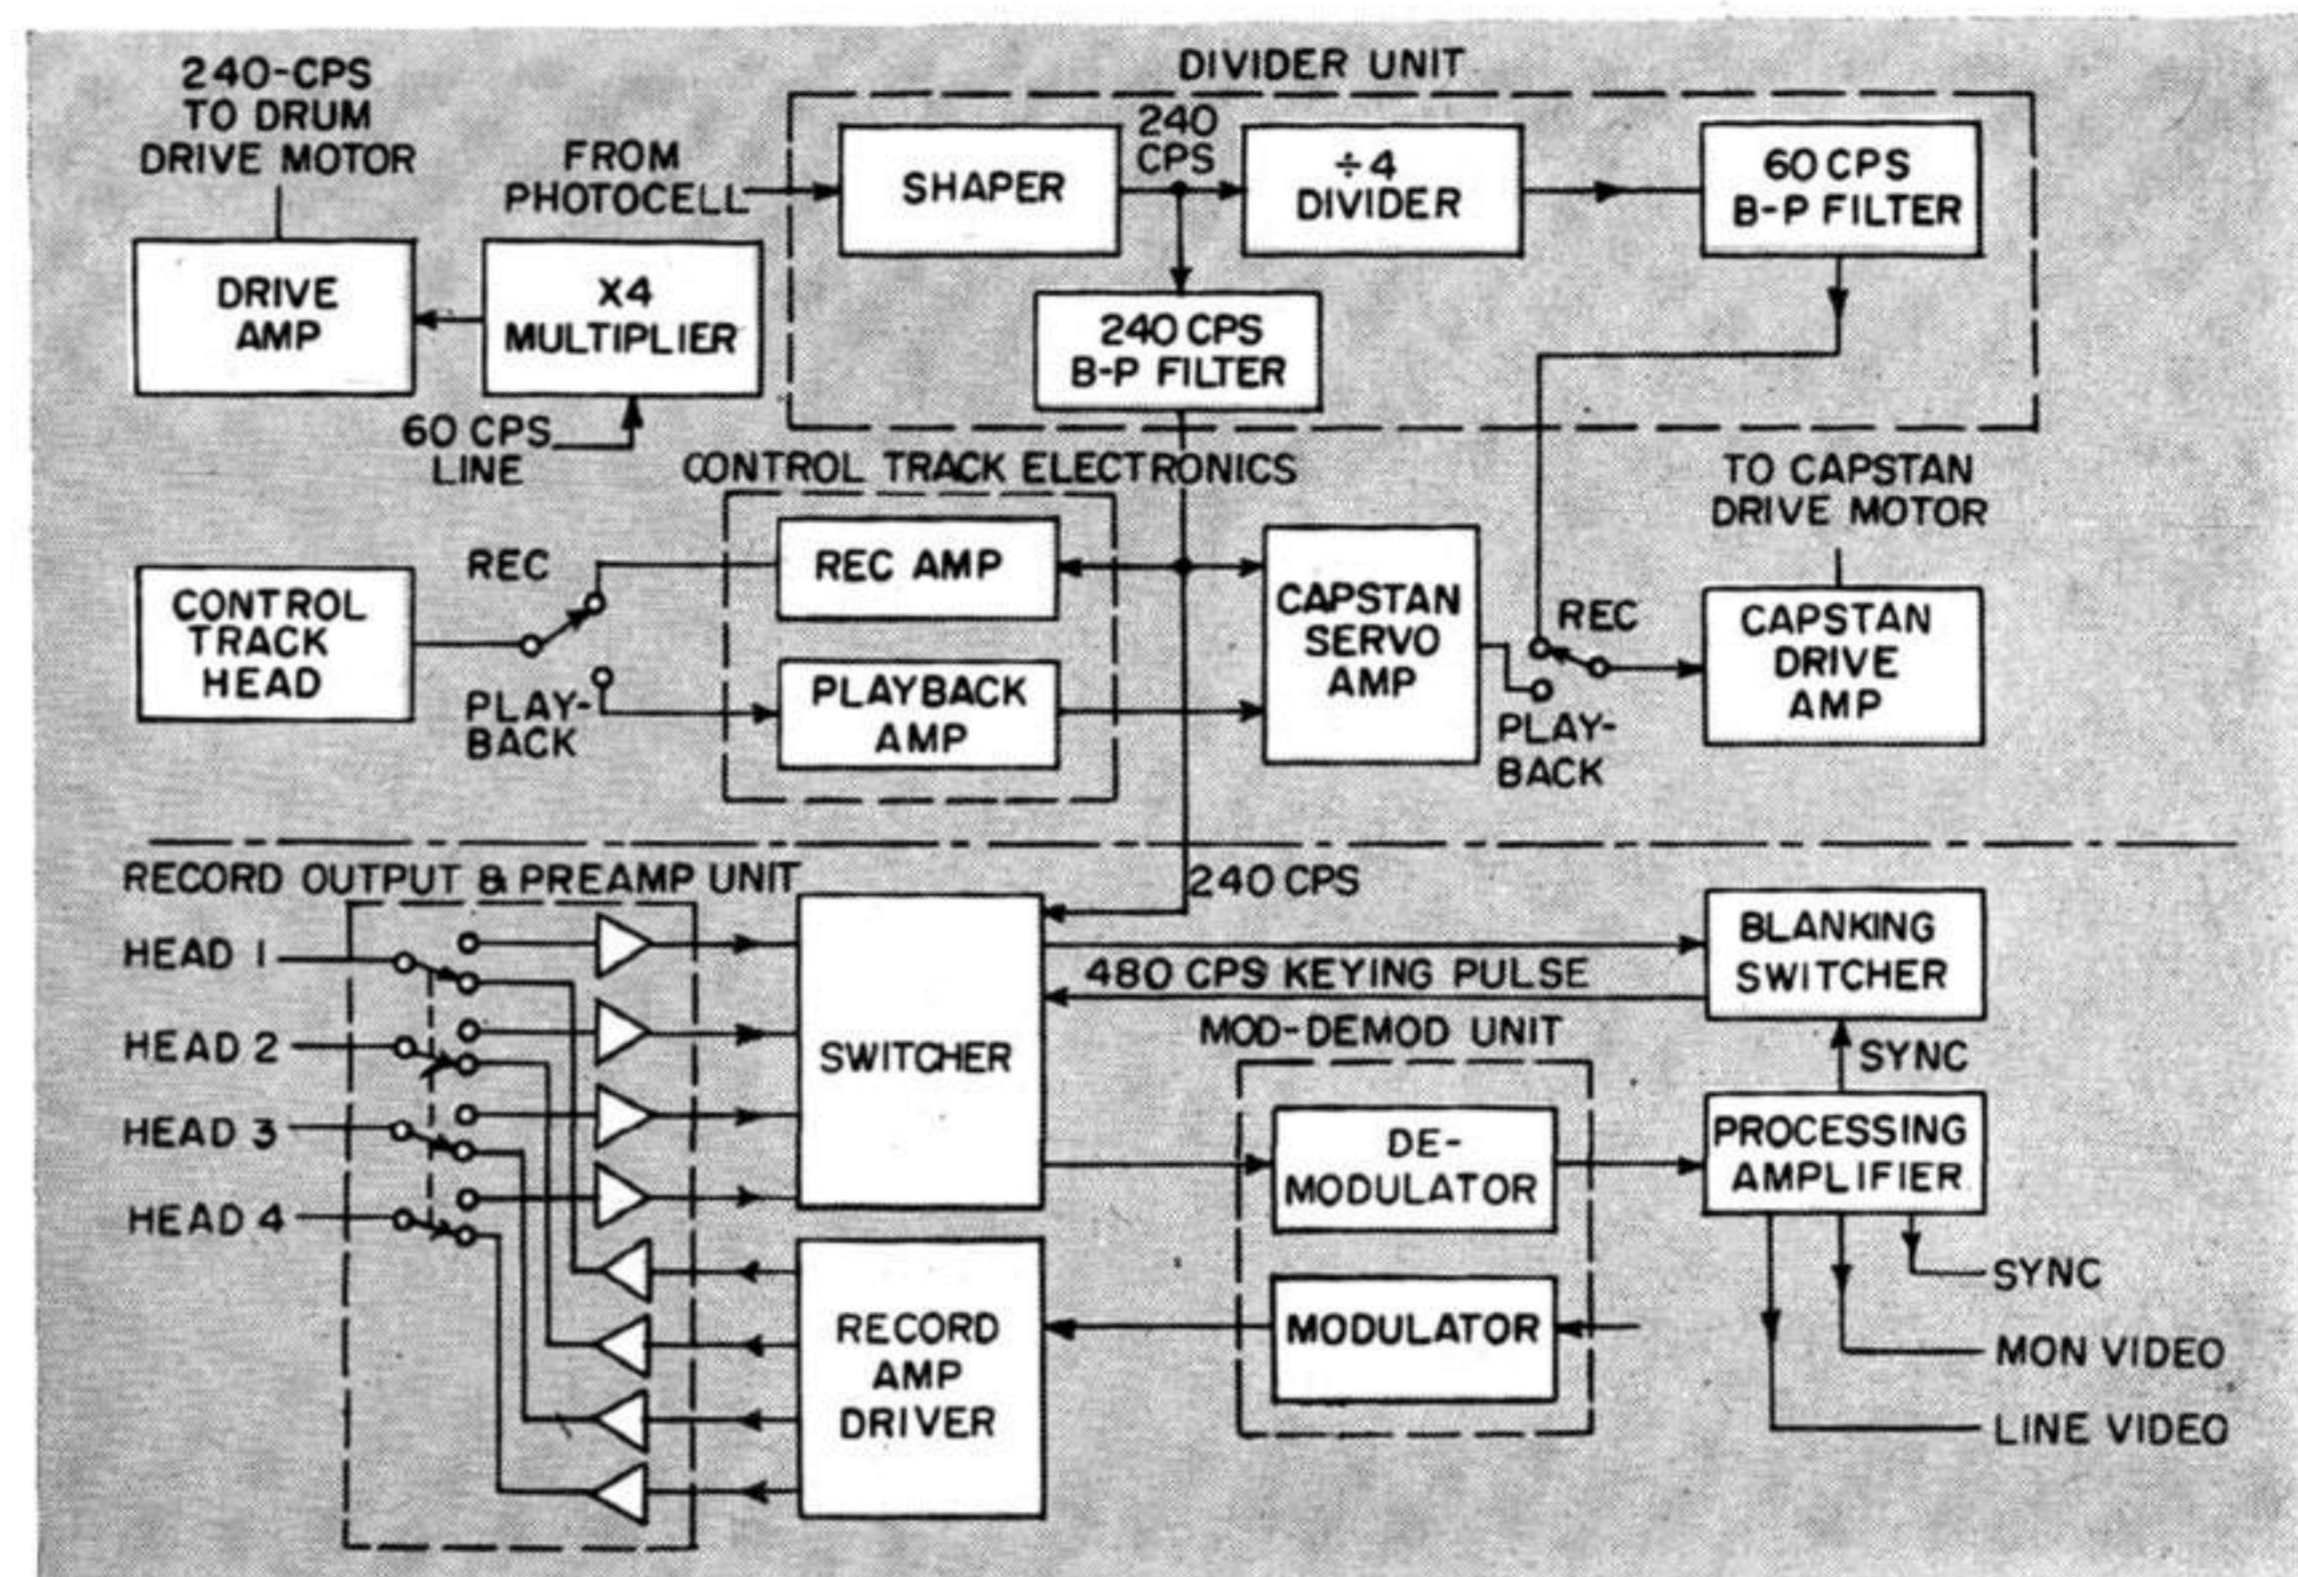 240-CPS
TO DRUM
DRIVE MOTOR
FROM
PHOTOCELL
DIVIDER UNIT
SHAPER
240
CPS
÷4
DIVIDER
60 CPS
B-P FILTER
DRIVE
AMP
X4
MULTIPLIER
240 CPS
B-P FILTER
60 CPS
LINE
CONTROL TRACK ELECTRONICS
TO CAPSTAN
DRIVE MOTOR
CONTROL
TRACK
HEAD
REC
PLAY-
BACK
REC AMP
PLAYBACK
AMP
CAPSTAN
SERVO
AMP
REC
PLAY-
BACK
CAPSTAN
DRIVE
AMP
RECORD OUTPUT & PREAMP UNIT
240 CPS
HEAD 1
HEAD 2
HEAD 3
HEAD 4
SWITCHER
480 CPS KEYING PULSE
BLANKING
SWITCHER
MOD-DEMOD UNIT
SYNC
DE-
MODULATOR
PROCESSING
AMPLIFIER
RECORD
AMP
DRIVER
MODULATOR
SYNC
MON VIDEO
LINE VIDEO